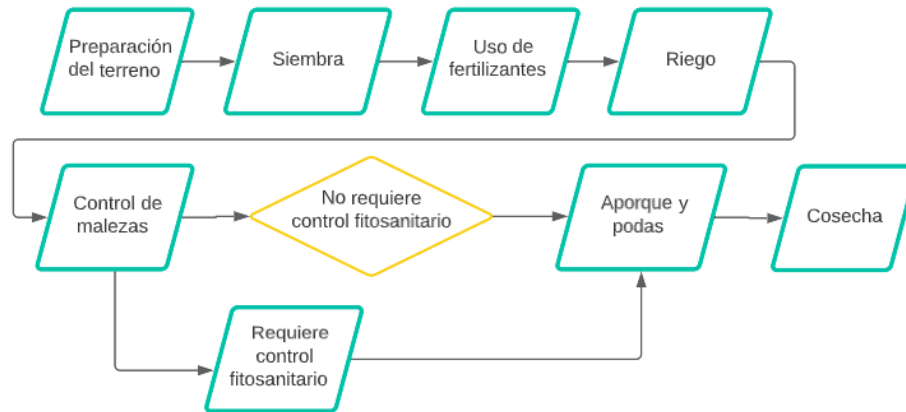 Preparación
del terreno
Siembra
Uso de
fertilizantes
Riego
Control de
malezas
No requiere
control fitosanitario
Aporque y
podas
Cosecha
Requiere
control
fitosanitario